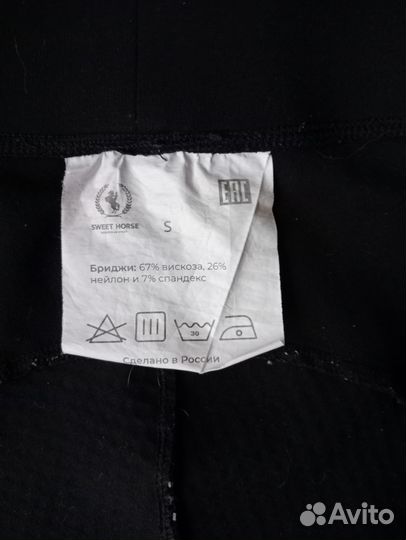 SWEET HORSE
S
EAC
Бриджи: 67% вискоза, 26%
нейлон и 7% спандекс
30
Сделано в России
Avito